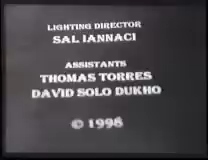 LIGHTING DIRECTOR
SAL IANNACI
ASSISTANTS
THOMAS TORRES
DAVID SOLO DUKHO
© 1998